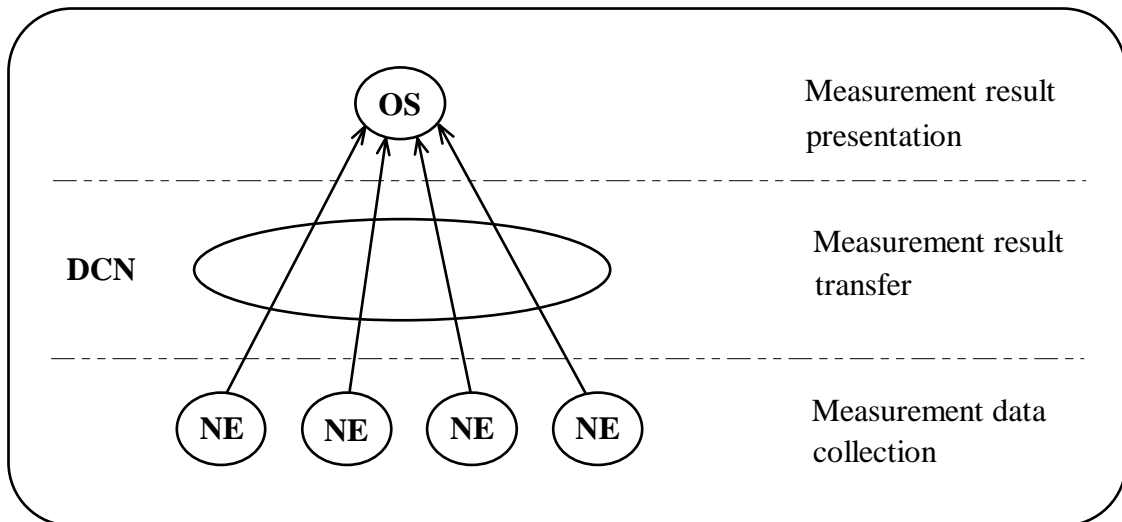 OS
Measurement result
presentation
DCN
Measurement result
transfer
NE NE NE NE
Measurement data
collection